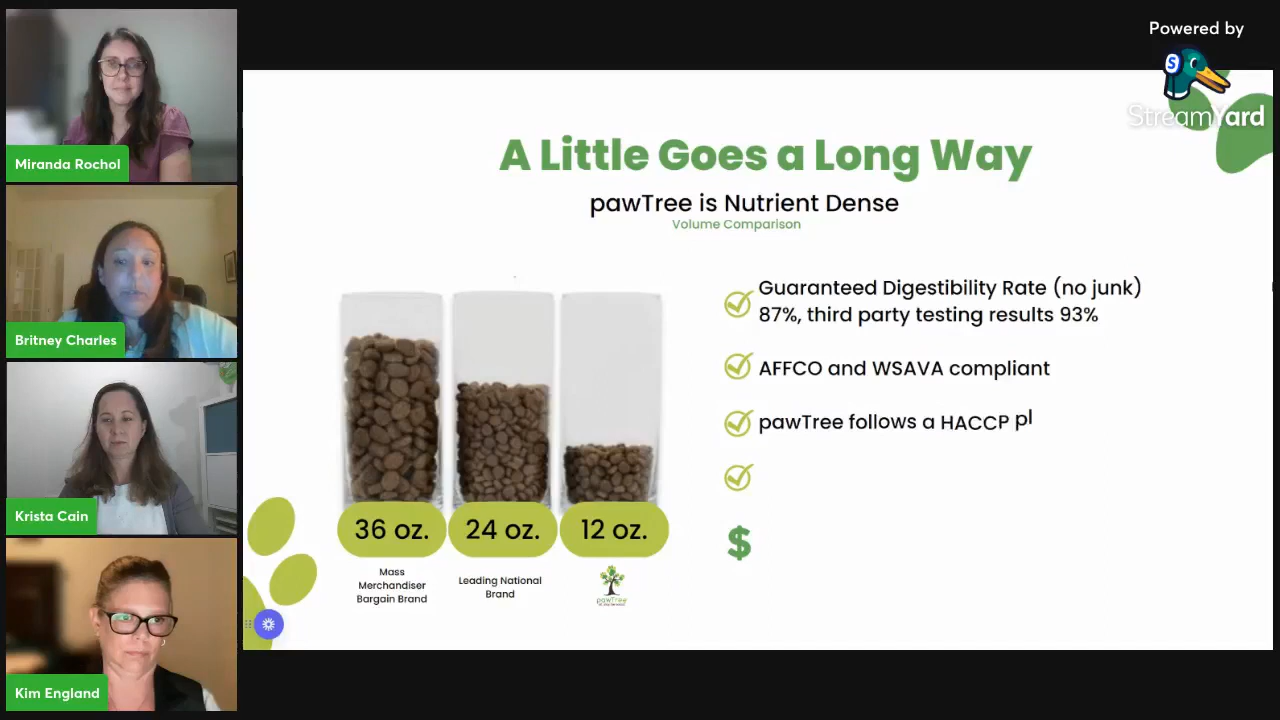 Powered by
StreamYard
Miranda Rochol
Britney Charles
Krista Cain
Kim England
A Little Goes a Long Way
pawTree is Nutrient Dense
Volume Comparison
Guaranteed Digestibility Rate (no junk)
87%, third party testing results 93%
AFFCO and WSAVA compliant
pawTree follows a HACCP pl
$
36 oz.
24 oz.
12 oz.
Mass
Merchandiser
Bargain Brand
Leading National
Brand
pawTree